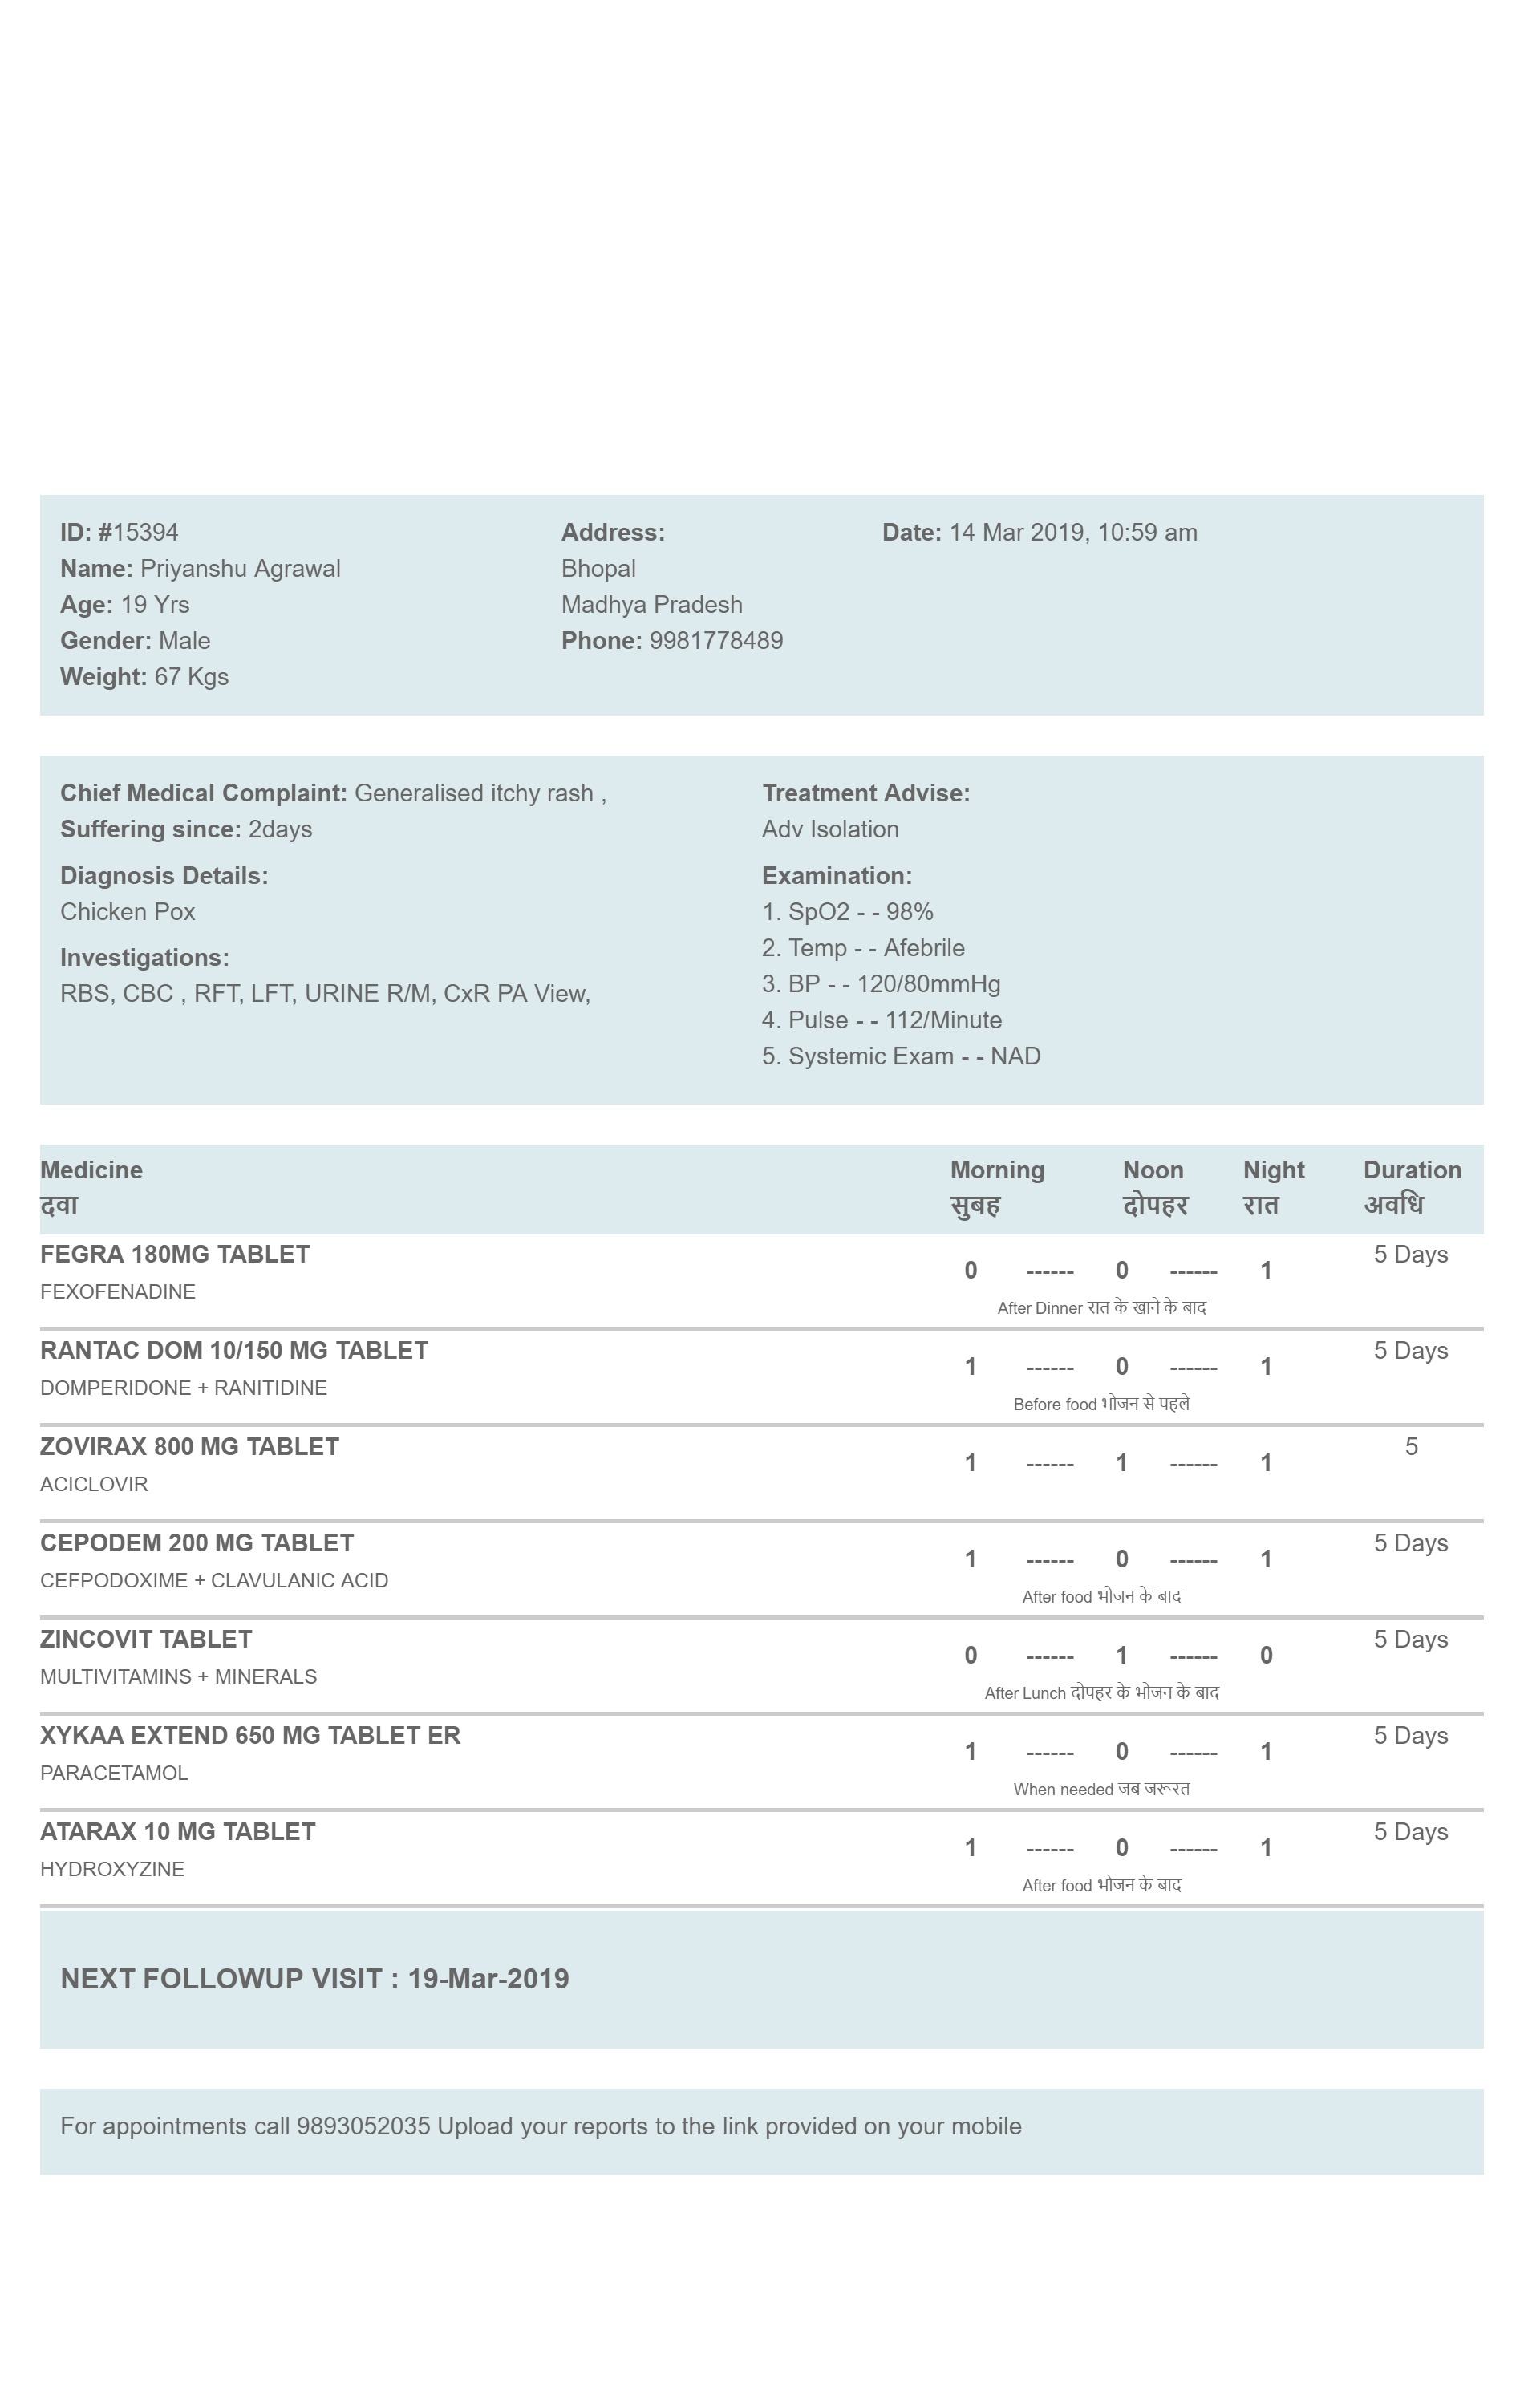 ID: #15394
Name: Priyanshu Agrawal
Age: 19 Yrs
Gender: Male
Weight: 67 Kgs
Address:
Bhopal
Madhya Pradesh
Phone: 9981778489
Date: 14 Mar 2019, 10:59 am
Chief Medical Complaint: Generalised itchy rash ,
Suffering since: 2days
Diagnosis Details:
Chicken Pox
Investigations:
RBS, CBC , RFT, LFT, URINE R/M, CxR PA View,
Treatment Advise:
Adv Isolation
Examination:
1. SpO2 - - 98%
2. Temp - - Afebrile
3. BP - - 120/80mmHg
4. Pulse - - 112/Minute
5. Systemic Exam - - NAD
Medicine Morning Noon Night Duration
दवा सुबह दोपहर रात अवधि
FEGRA 180MG TABLET 0 ------ 0 ------ 1 5 Days
FEXOFENADINE
After Dinner रात के खाने के बाद
RANTAC DOM 10/150 MG TABLET 1 ------ 0 ------ 1 5 Days
DOMPERIDONE + RANITIDINE
Before food भोजन से पहले
ZOVIRAX 800 MG TABLET 1 ------ 1 ------ 1 5
ACICLOVIR
CEPODEM 200 MG TABLET 1 ------ 0 ------ 1 5 Days
CEFPODOXIME + CLAVULANIC ACID
After food भोजन के बाद
ZINCOVIT TABLET 0 ------ 1 ------ 0 5 Days
MULTIVITAMINS + MINERALS
After Lunch दोपहर के भोजन के बाद
XYKAA EXTEND 650 MG TABLET ER 1 ------ 0 ------ 1 5 Days
PARACETAMOL
When needed जब जरूरत
ATARAX 10 MG TABLET 1 ------ 0 ------ 1 5 Days
HYDROXYZINE
After food भोजन के बाद
NEXT FOLLOWUP VISIT : 19-Mar-2019
For appointments call 9893052035 Upload your reports to the link provided on your mobile